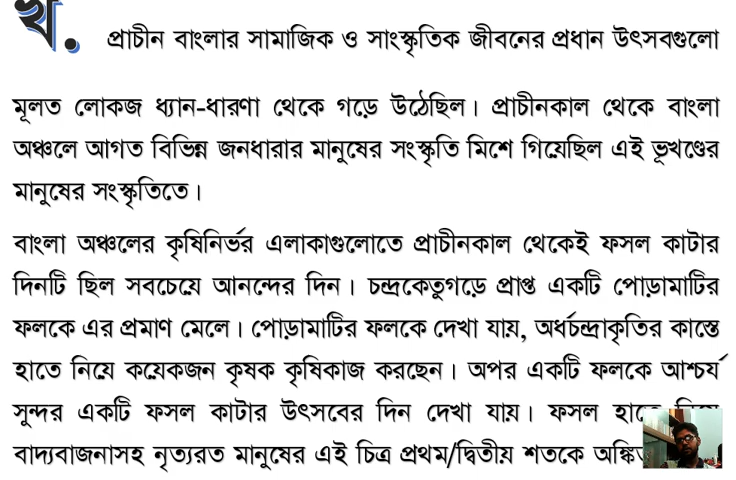 খ. প্রাচীন বাংলার সামাজিক ও সাংস্কৃতিক জীবনের প্রধান উৎসবগুলো
মূলত লোকজ ধ্যান-ধারণা থেকে গড়ে উঠেছিল। প্রাচীনকাল থেকে বাংলা
অঞ্চলে আগত বিভিন্ন জনধারার মানুষের সংস্কৃতি মিশে গিয়েছিল এই ভূখণ্ডের
মানুষের সংস্কৃতিতে।
বাংলা অঞ্চলের কৃষিনির্ভর এলাকাগুলোতে প্রাচীনকাল থেকেই ফসল কাটার
দিনটি ছিল সবচেয়ে আনন্দের দিন। চন্দ্রকেতুগড়ে প্রাপ্ত একটি পোড়ামাটির
ফলকে এর প্রমাণ মেলে। পোড়ামাটির ফলকে দেখা যায়, অর্ধচন্দ্রাকৃতির কাস্তে
হাতে নিয়ে কয়েকজন কৃষক কৃষিকাজ করছেন। অপর একটি ফলকে আশ্চর্য
সুন্দর একটি ফসল কাটার উৎসবের দিন দেখা যায়। ফসল
বাদ্যবাজনাসহ নৃত্যরত মানুষের এই চিত্র প্রথম/দ্বিতীয় শতকে